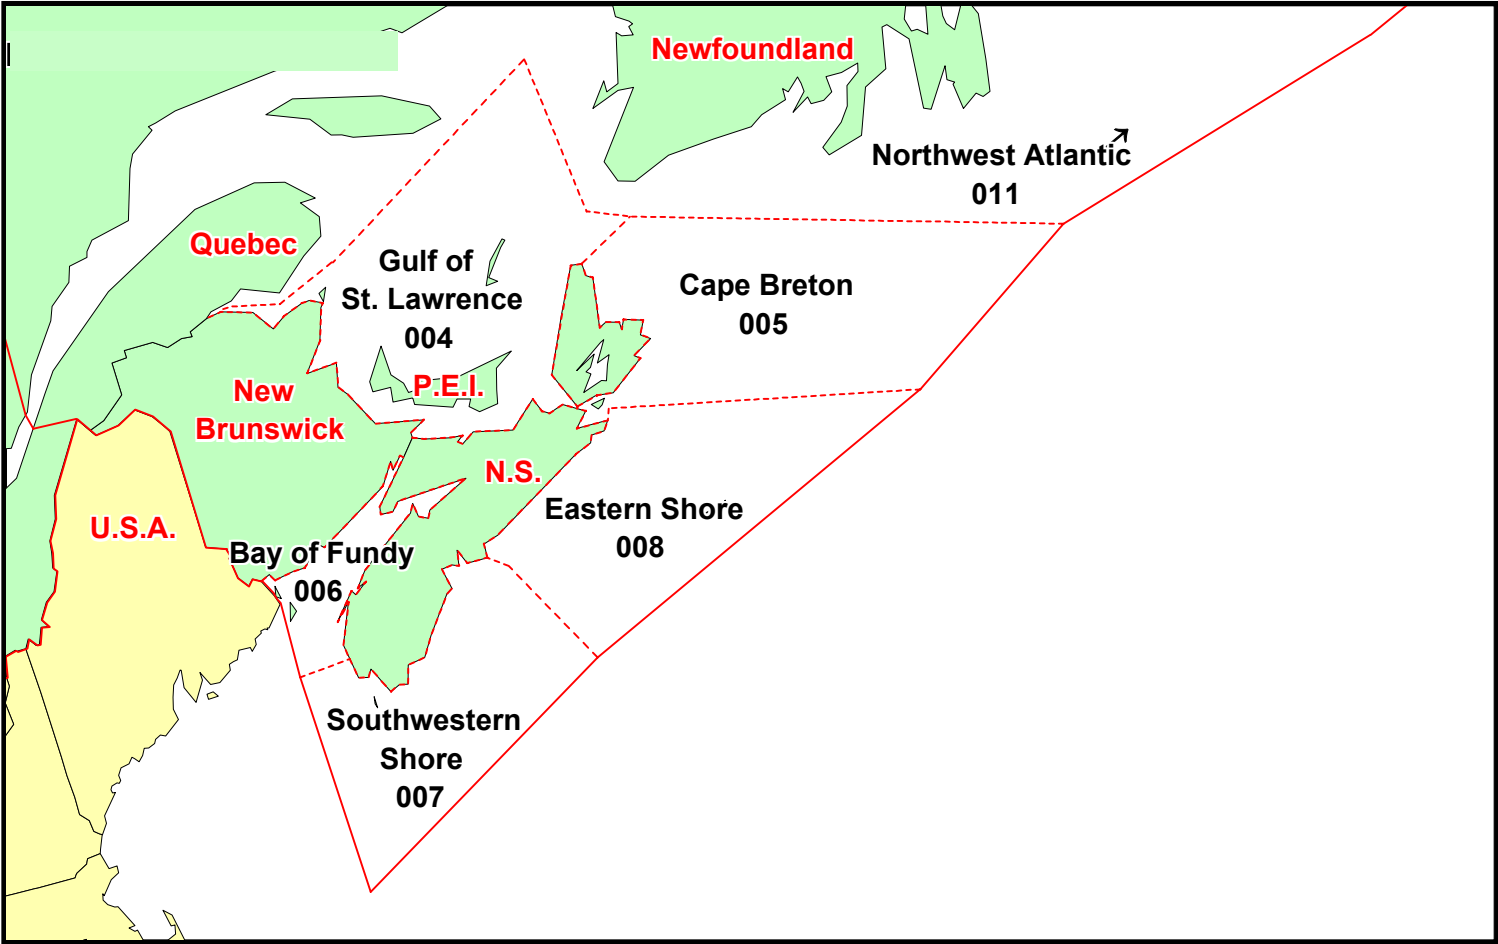 Newfoundland
Northwest Atlantic
011
Quebec
Gulf of
St. Lawrence
004
Cape Breton
005
P.E.I.
New
Brunswick
N.S.
Eastern Shore
008
U.S.A.
Bay of Fundy
006
Southwestern
Shore
007